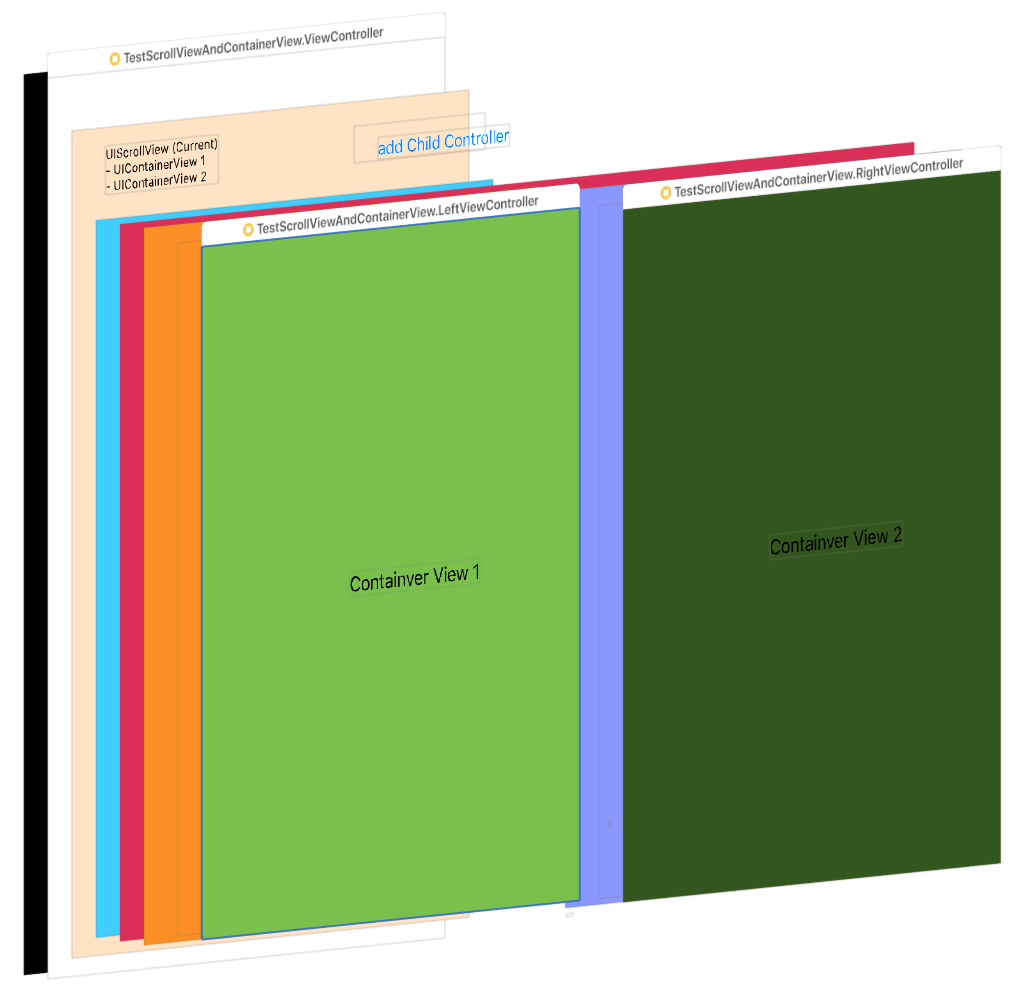 TestScrollViewAndContainerView.ViewController
UIScrollView (Current)
- UIContainerView 1
- UIContainerView 2
add Child Controller
TestScrollViewAndContainerView.LeftViewController
TestScrollViewAndContainerView.RightViewController
Containver View 1
Containver View 2